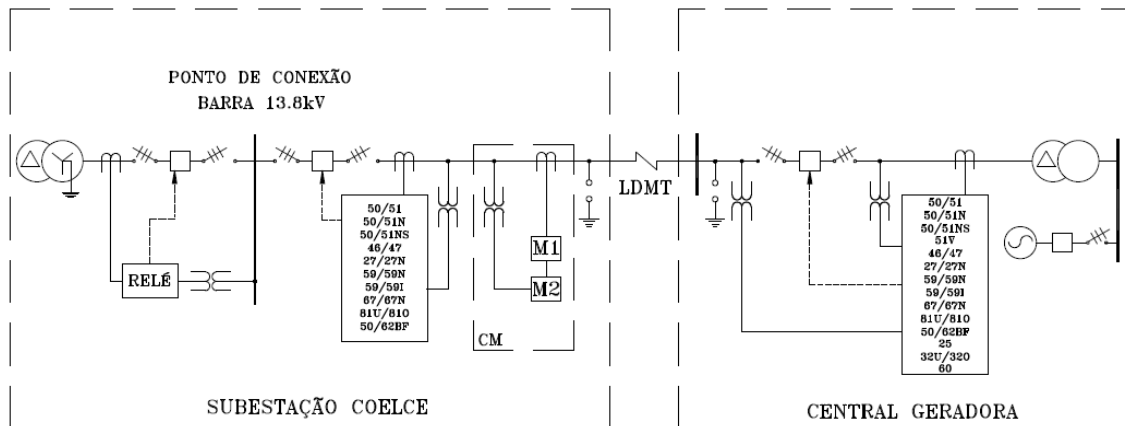 PONTO DE CONEXÃO
BARRA 13.8kV
RELÉ
50/51
50/51N
50/51NS
46/47
27/27N
59/59N
59/59I
67/67N
81U/81O
50/62BF
M1
M2
CM
SUBESTAÇÃO COELCE
LDMT
50/51
50/51N
50/51NS
51V
46/47
27/27N
59/59N
59/59I
67/67N
81U/81O
50/62BF
25
32U/32O
60
CENTRAL GERADORA